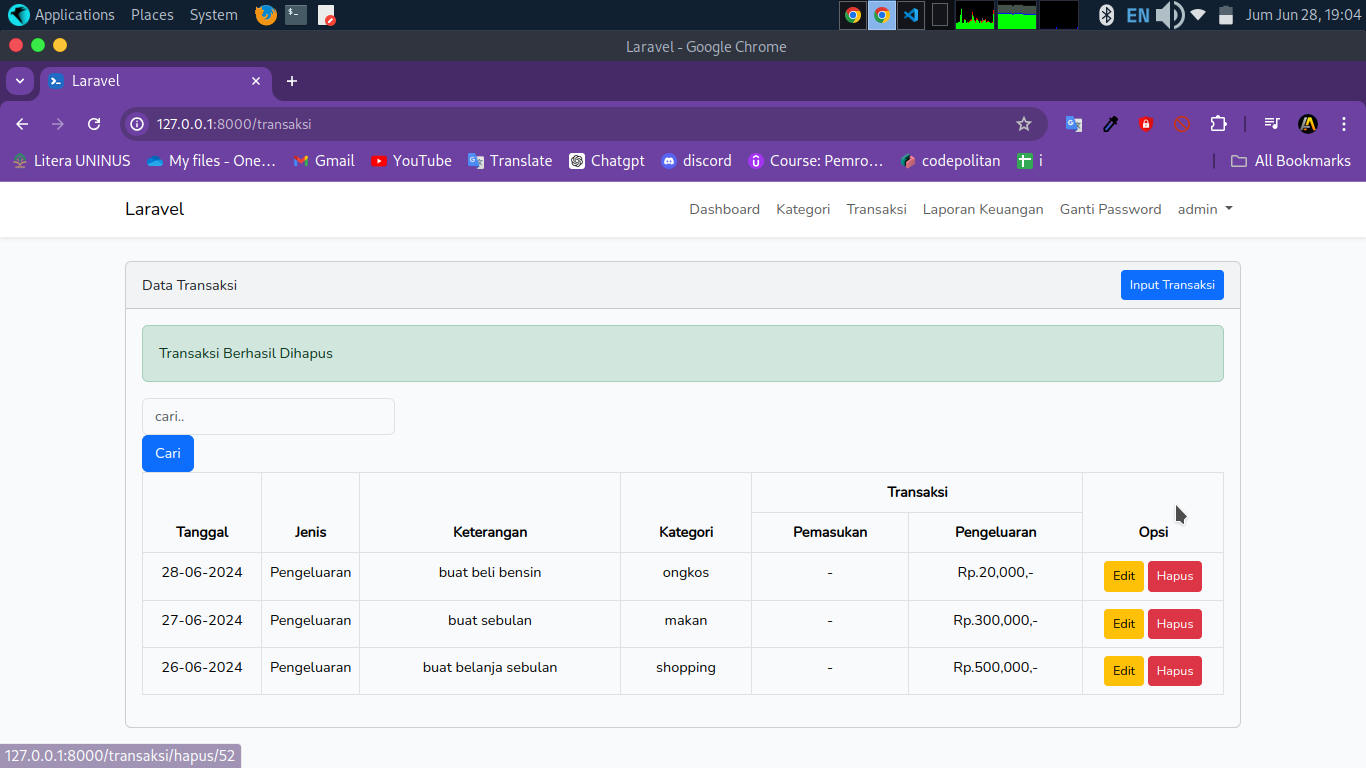 Applications Places System EN Jum Jun 28, 19:04
Laravel - Google Chrome
Laravel
127.0.0.1:8000/transaksi
Litera UNINUS My files - One... Gmail YouTube Translate Chatgpt discord Course: Pemro... codepolitan i All Bookmarks
Laravel Dashboard Kategori Transaksi Laporan Keuangan Ganti Password admin
Data Transaksi Input Transaksi
Transaksi Berhasil Dihapus
cari..
Cari
Transaksi
Tanggal Jenis Keterangan Kategori Pemasukan Pengeluaran Opsi
28-06-2024 Pengeluaran buat beli bensin ongkos - Rp.20,000,- Edit Hapus
27-06-2024 Pengeluaran buat sebulan makan - Rp.300,000,- Edit Hapus
26-06-2024 Pengeluaran buat belanja sebulan shopping - Rp.500,000,- Edit Hapus
127.0.0.1:8000/transaksi/hapus/52